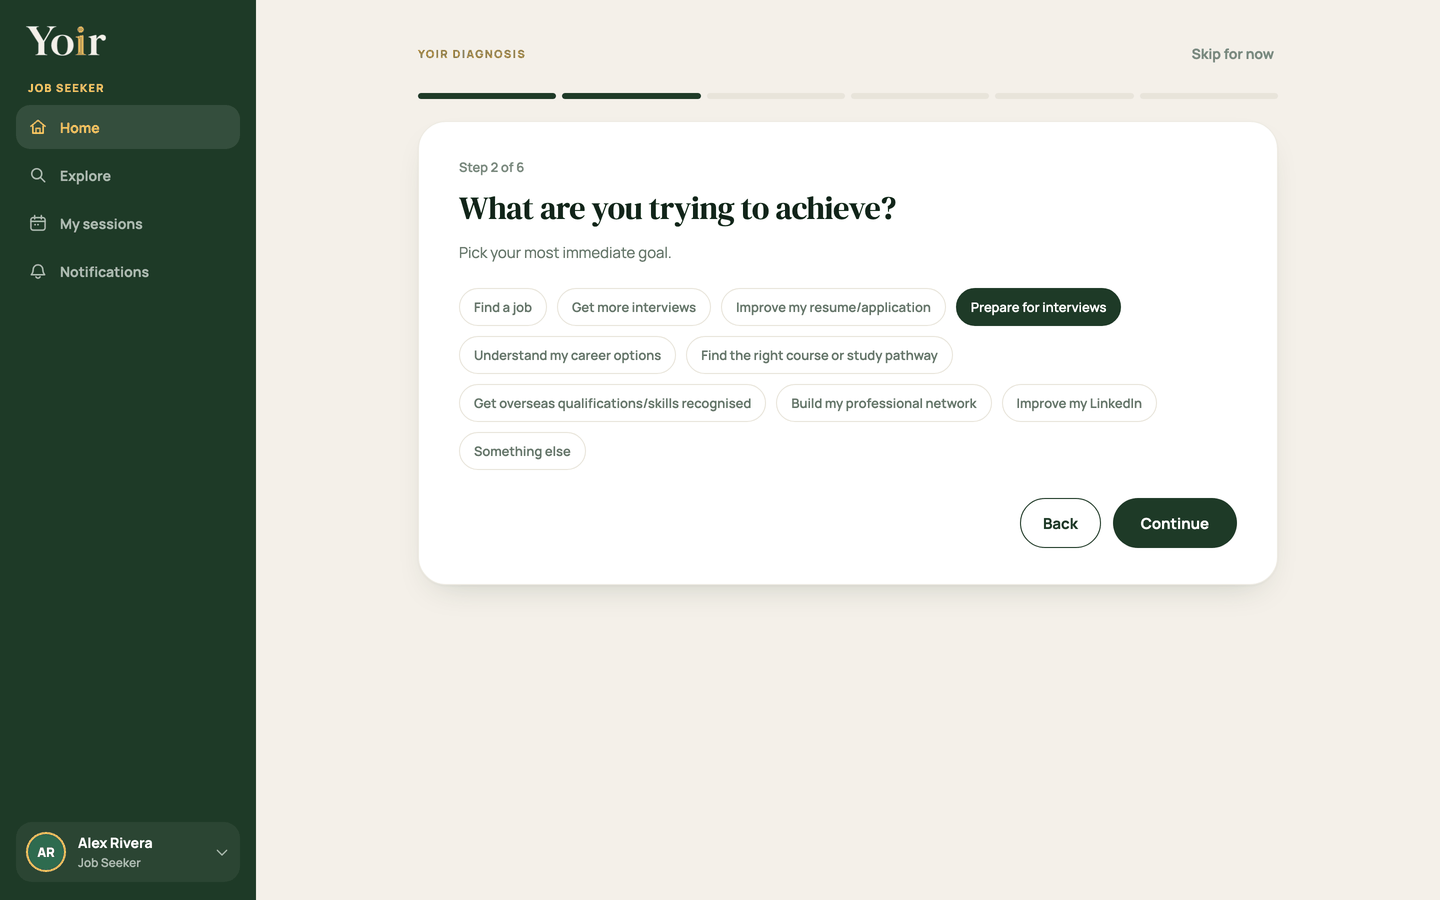 Yoir
JOB SEEKER
Home
Explore
My sessions
Notifications
AR
Alex Rivera
Job Seeker
YOIR DIAGNOSIS
Skip for now
Step 2 of 6
What are you trying to achieve?
Pick your most immediate goal.
Find a job
Get more interviews
Improve my resume/application
Prepare for interviews
Understand my career options
Find the right course or study pathway
Get overseas qualifications/skills recognised
Build my professional network
Improve my LinkedIn
Something else
Back
Continue